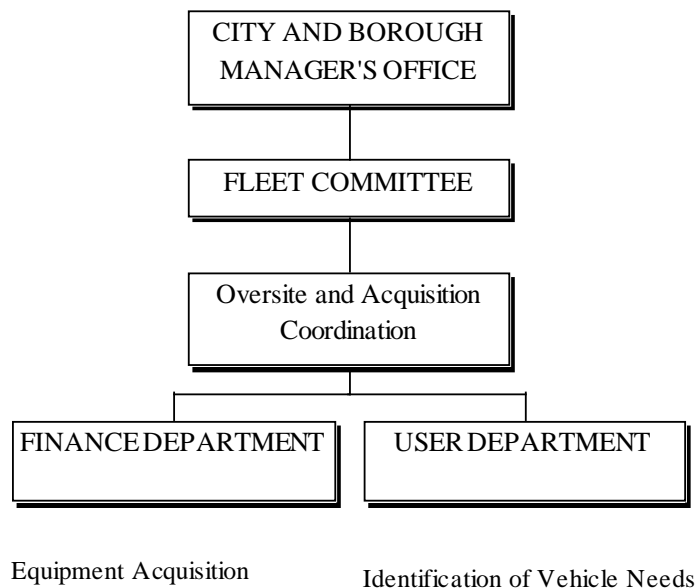 CITY AND BOROUGH
MANAGER'S OFFICE
FLEET COMMITTEE
Oversite and Acquisition
Coordination
FINANCE DEPARTMENT
USER DEPARTMENT
Equipment Acquisition
Identification of Vehicle Needs